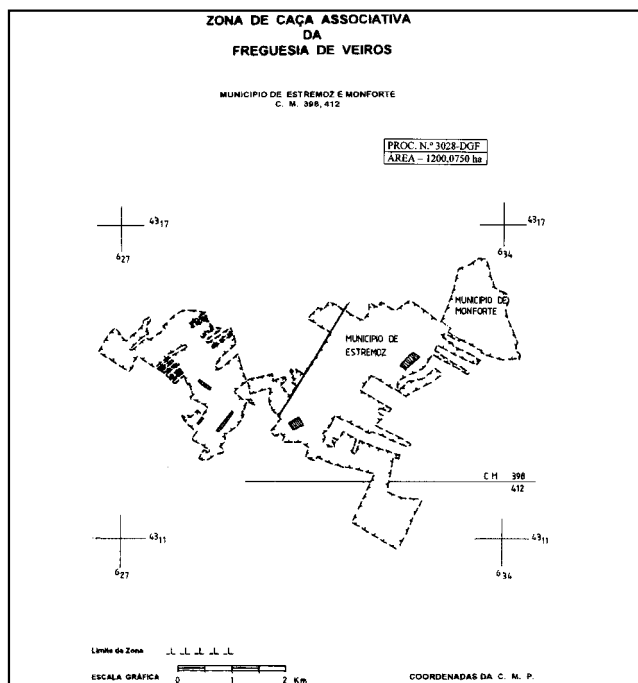 ZONA DE CAÇA ASSOCIATIVA
DA
FREGUESIA DE VEIROS
MUNICIPIO DE ESTREMOZ E MONFORTE
C. M. 398, 412
PROC. N.º 3028-DGF
ÁREA – 1200,0750 ha
4317
627
4317
634
MUNICIPIO DE
MONFORTE
MUNICIPIO DE
ESTREMOZ
C M 398
412
4311
627
4311
634
Limite da Zona
ESCALA GRÁFICA 0 1 2 Km
COORDENADAS DA C. M. P.